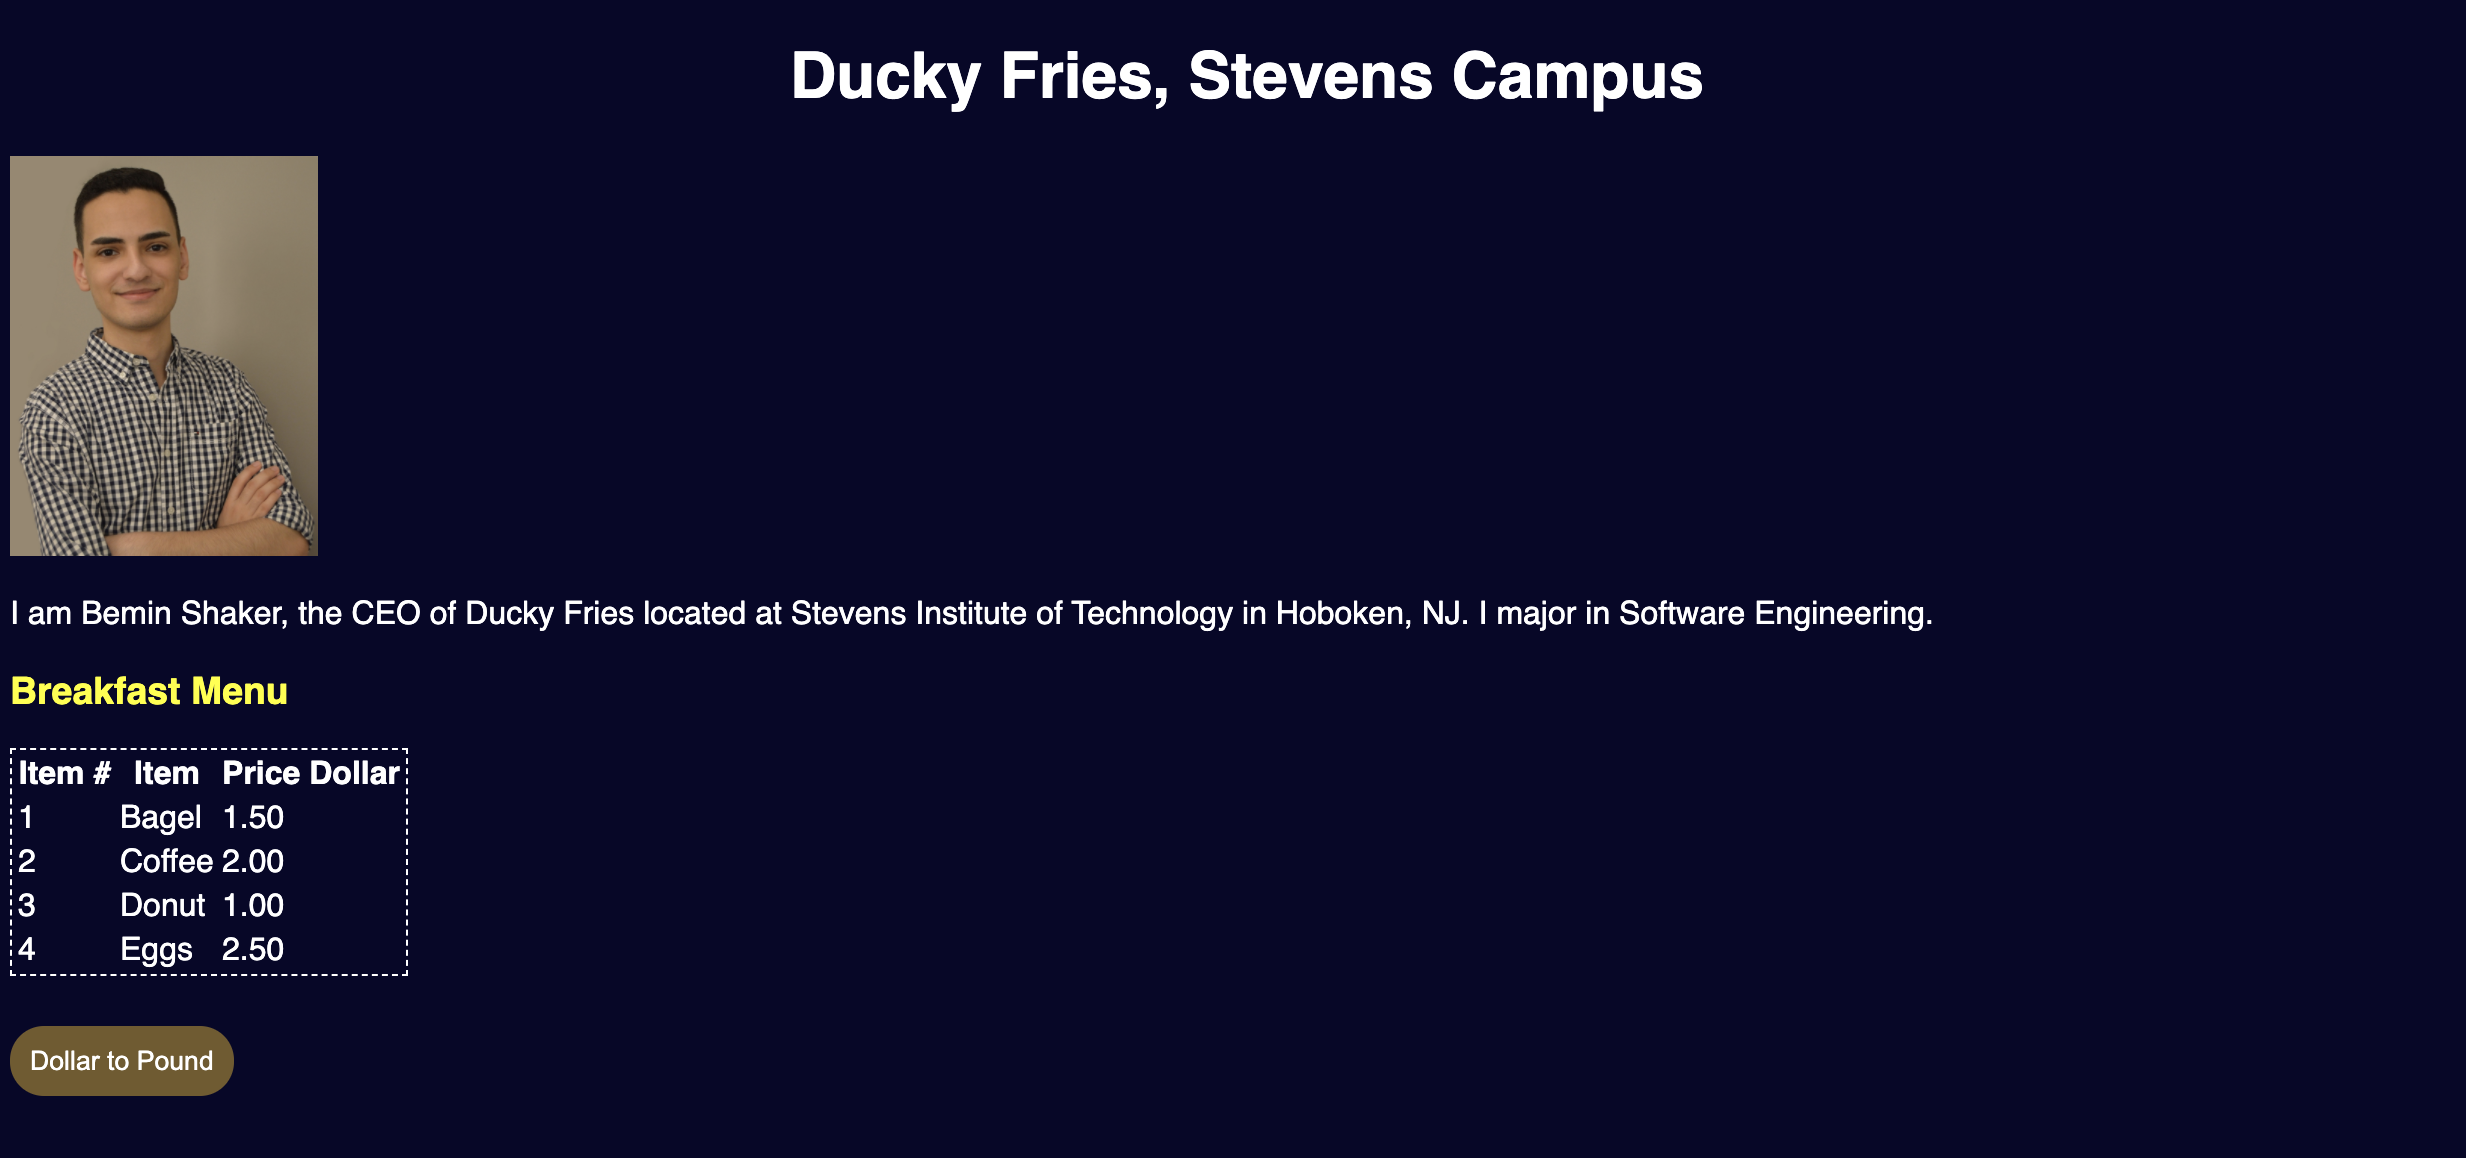 Ducky Fries, Stevens Campus
I am Bemin Shaker, the CEO of Ducky Fries located at Stevens Institute of Technology in Hoboken, NJ. I major in Software Engineering.
Breakfast Menu
Item # Item Price Dollar
1 Bagel 1.50
2 Coffee 2.00
3 Donut 1.00
4 Eggs 2.50
Dollar to Pound